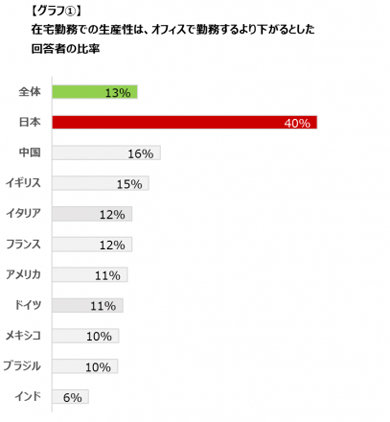 【グラフ①】
在宅勤務での生産性は、オフィスで勤務するより下がるとした
回答者の比率
全体 13%
日本 40%
中国 16%
イギリス 15%
イタリア 12%
フランス 12%
アメリカ 11%
ドイツ 11%
メキシコ 10%
ブラジル 10%
インド 6%